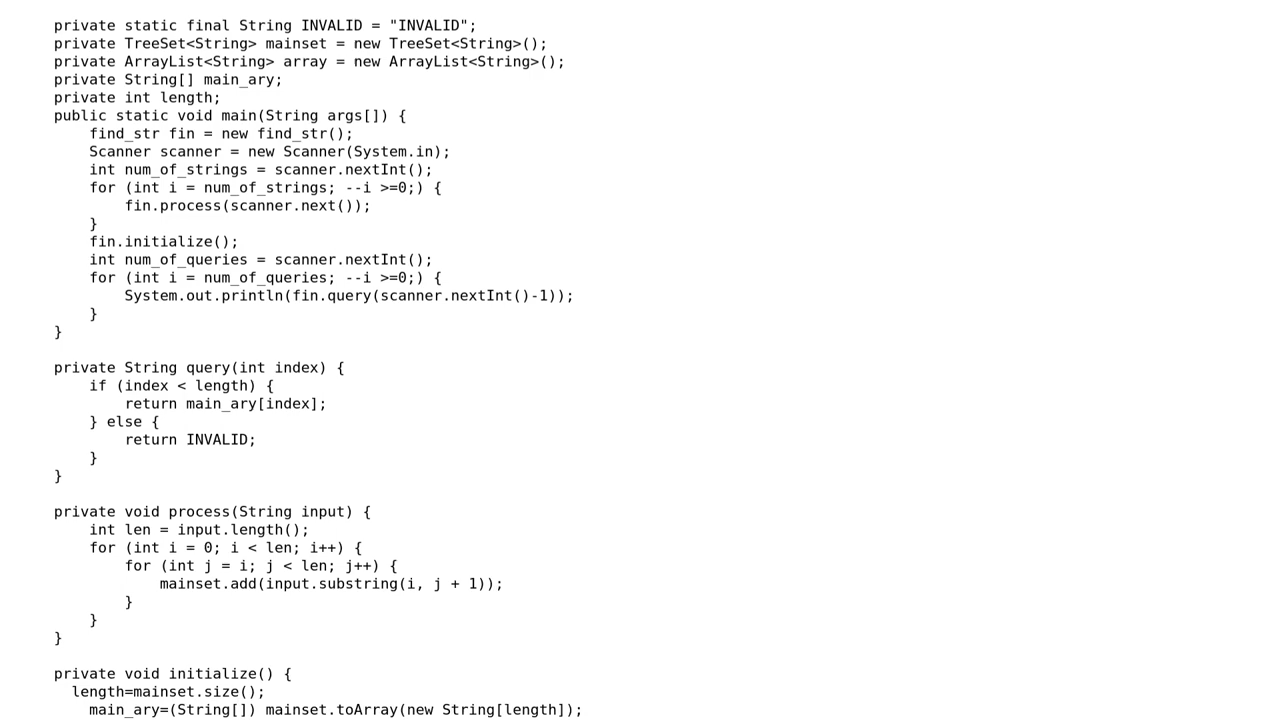 private static final String INVALID = "INVALID";
private TreeSet<String> mainset = new TreeSet<String>();
private ArrayList<String> array = new ArrayList<String>();
private String[] main_ary;
private int length;
public static void main(String args[]) {
find_str fin = new find_str();
Scanner scanner = new Scanner(System.in);
int num_of_strings = scanner.nextInt();
for (int i = num_of_strings; --i >=0;) {
fin.process(scanner.next());
}
fin.initialize();
int num_of_queries = scanner.nextInt();
for (int i = num_of_queries; --i >=0;) {
System.out.println(fin.query(scanner.nextInt()-1));
}
}
private String query(int index) {
if (index < length) {
return main_ary[index];
} else {
return INVALID;
}
}
private void process(String input) {
int len = input.length();
for (int i = 0; i < len; i++) {
for (int j = i; j < len; j++) {
mainset.add(input.substring(i, j + 1));
}
}
}
private void initialize() {
length=mainset.size();
main_ary=(String[]) mainset.toArray(new String[length]);